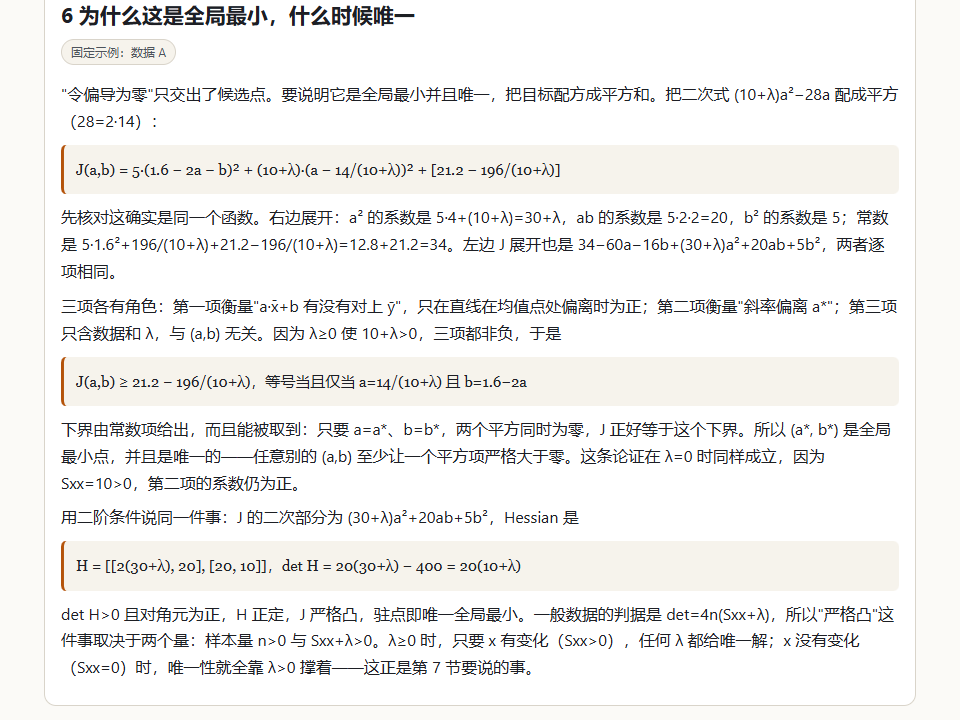 6 为什么这是全局最小，什么时候唯一
固定示例：数据 A
"令偏导为零"只交出了候选点。要说明它是全局最小并且唯一，把目标配方成平方和。把二次式 (10+λ)a²−28a 配成平方
（28=2·14）：
J(a,b) = 5·(1.6 − 2a − b)² + (10+λ)·(a − 14/(10+λ))² + [21.2 − 196/(10+λ)]
先核对这确实是同一个函数。右边展开：a² 的系数是 5·4+(10+λ)=30+λ，ab 的系数是 5·2·2=20，b² 的系数是 5；常数
是 5·1.6²+196/(10+λ)+21.2−196/(10+λ)=12.8+21.2=34。左边 J 展开也是 34−60a−16b+(30+λ)a²+20ab+5b²，两者逐
项相同。
三项各有角色：第一项衡量"a·x̄+b 有没有对上 ȳ"，只在直线在均值点处偏离时为正；第二项衡量"斜率偏离 a*"；第三项
只含数据和 λ，与 (a,b) 无关。因为 λ≥0 使 10+λ>0，三项都非负，于是
J(a,b) ≥ 21.2 − 196/(10+λ)，等号当且仅当 a=14/(10+λ) 且 b=1.6−2a
下界由常数项给出，而且能被取到：只要 a=a*、b=b*，两个平方同时为零，J 正好等于这个下界。所以 (a*, b*) 是全局
最小点，并且是唯一的——任意别的 (a,b) 至少让一个平方项严格大于零。这条论证在 λ=0 时同样成立，因为
Sxx=10>0，第二项的系数仍为正。
用二阶条件说同一件事：J 的二次部分为 (30+λ)a²+20ab+5b²，Hessian 是
H = [[2(30+λ), 20], [20, 10]]，det H = 20(30+λ) − 400 = 20(10+λ)
det H>0 且对角元为正，H 正定，J 严格凸，驻点即唯一全局最小。一般数据的判据是 det=4n(Sxx+λ)，所以"严格凸"这
件事取决于两个量：样本量 n>0 与 Sxx+λ>0。λ≥0 时，只要 x 有变化（Sxx>0），任何 λ 都给唯一解；x 没有变化
（Sxx=0）时，唯一性就全靠 λ>0 撑着——这正是第 7 节要说的事。